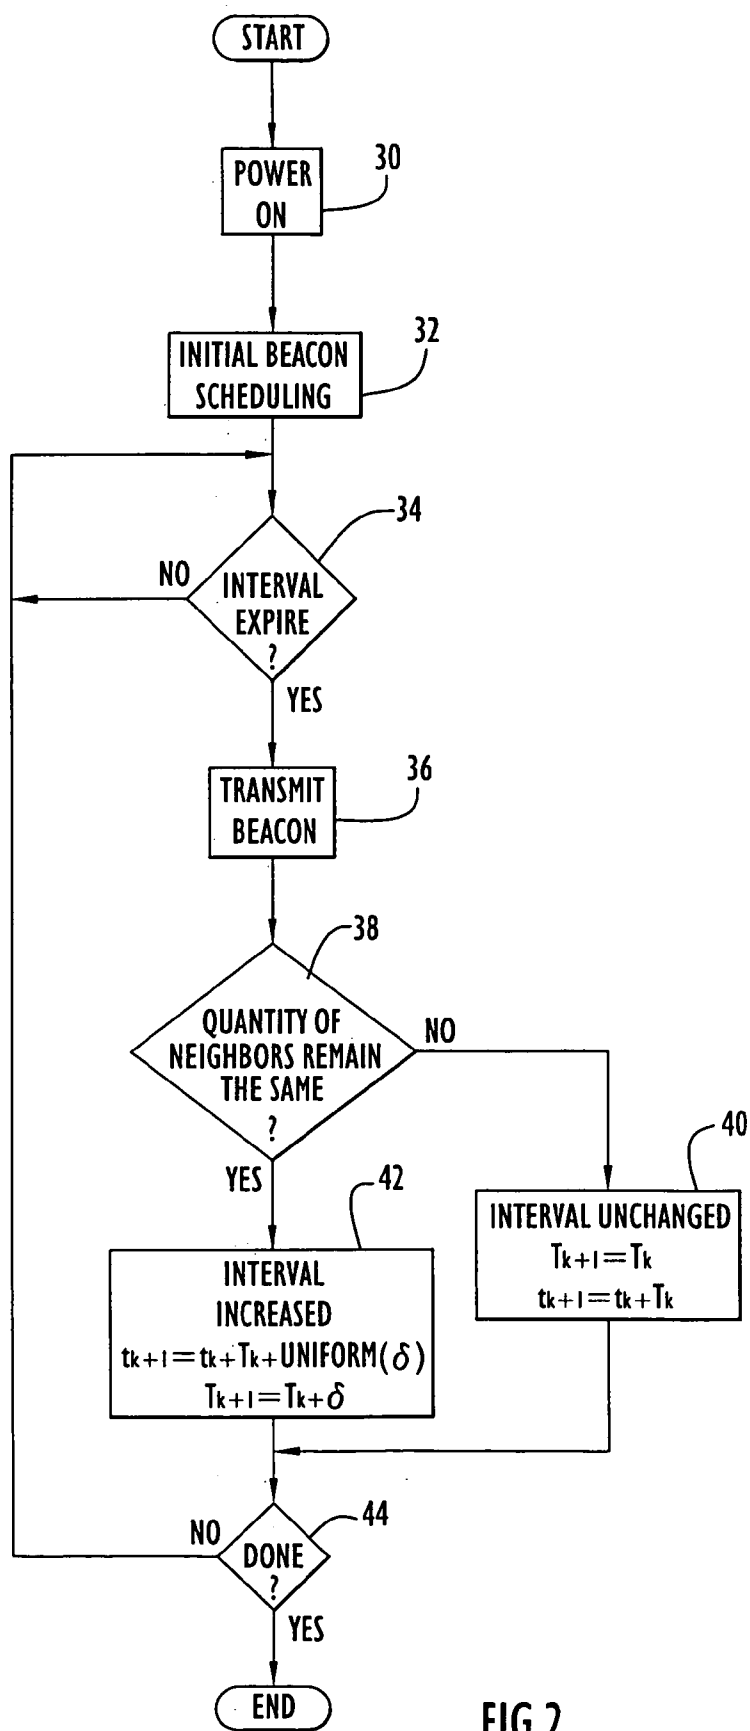 START
30
POWER
ON
32
INITIAL BEACON
SCHEDULING
34
NO
INTERVAL
EXPIRE
?
YES
36
TRANSMIT
BEACON
38
QUANTITY OF
NEIGHBORS REMAIN
THE SAME
?
NO
YES
40
INTERVAL UNCHANGED
Tk+1=Tk
tk+1=tk+Tk
42
INTERVAL
INCREASED
tk+1=tk+Tk+UNIFORM(δ)
Tk+1=Tk+δ
44
NO
DONE
?
YES
END
FIG.2